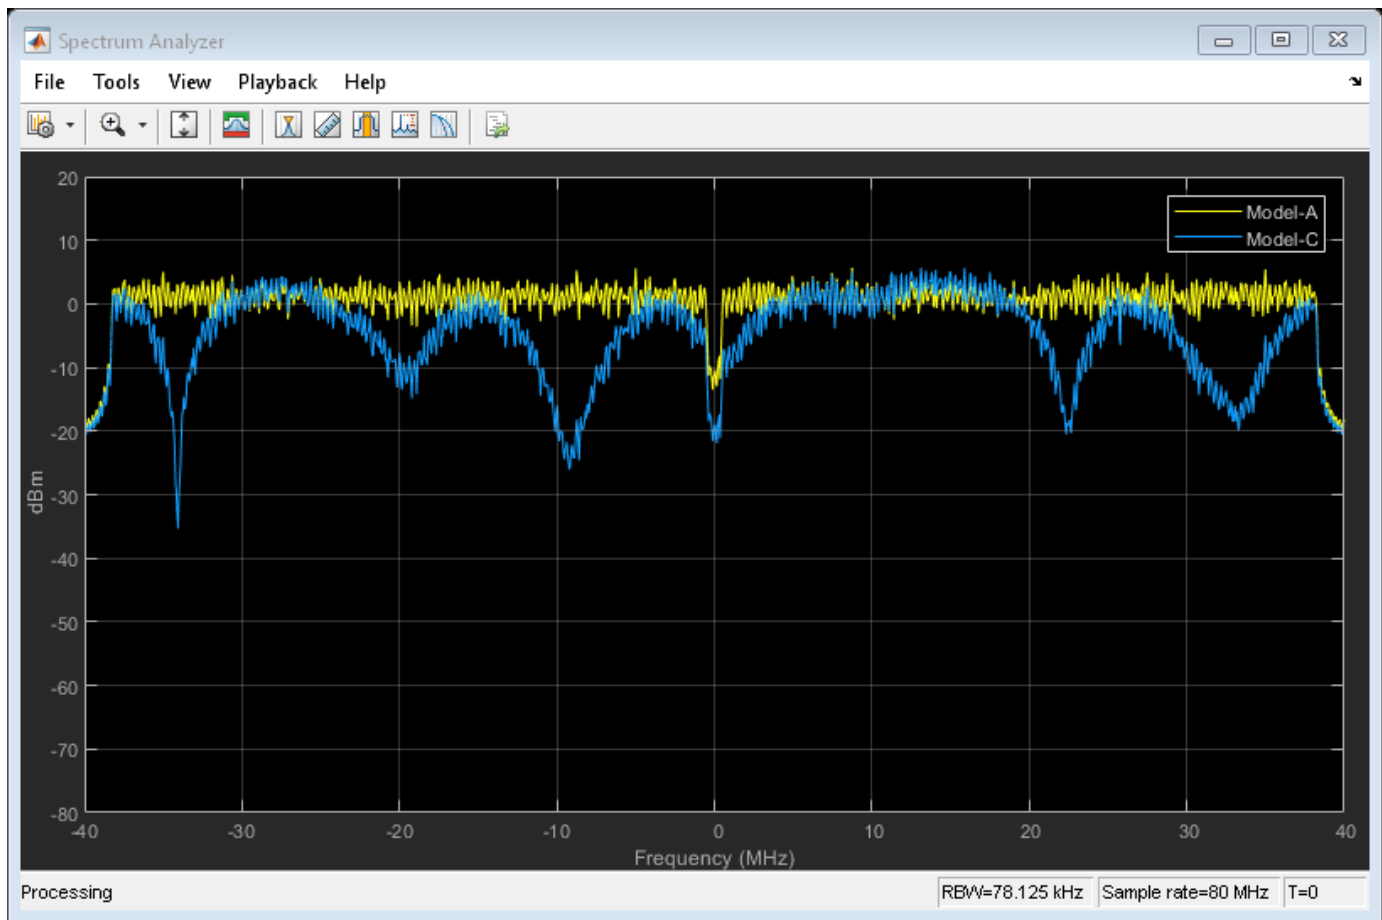 Spectrum Analyzer
File Tools View Playback Help
20
10
0
-10
-20
-30
-40
-50
-60
-70
-80
dBm
Model-A
Model-C
-40 -30 -20 -10 0 10 20 30 40
Frequency (MHz)
Processing RBW=78.125 kHz Sample rate=80 MHz T=0